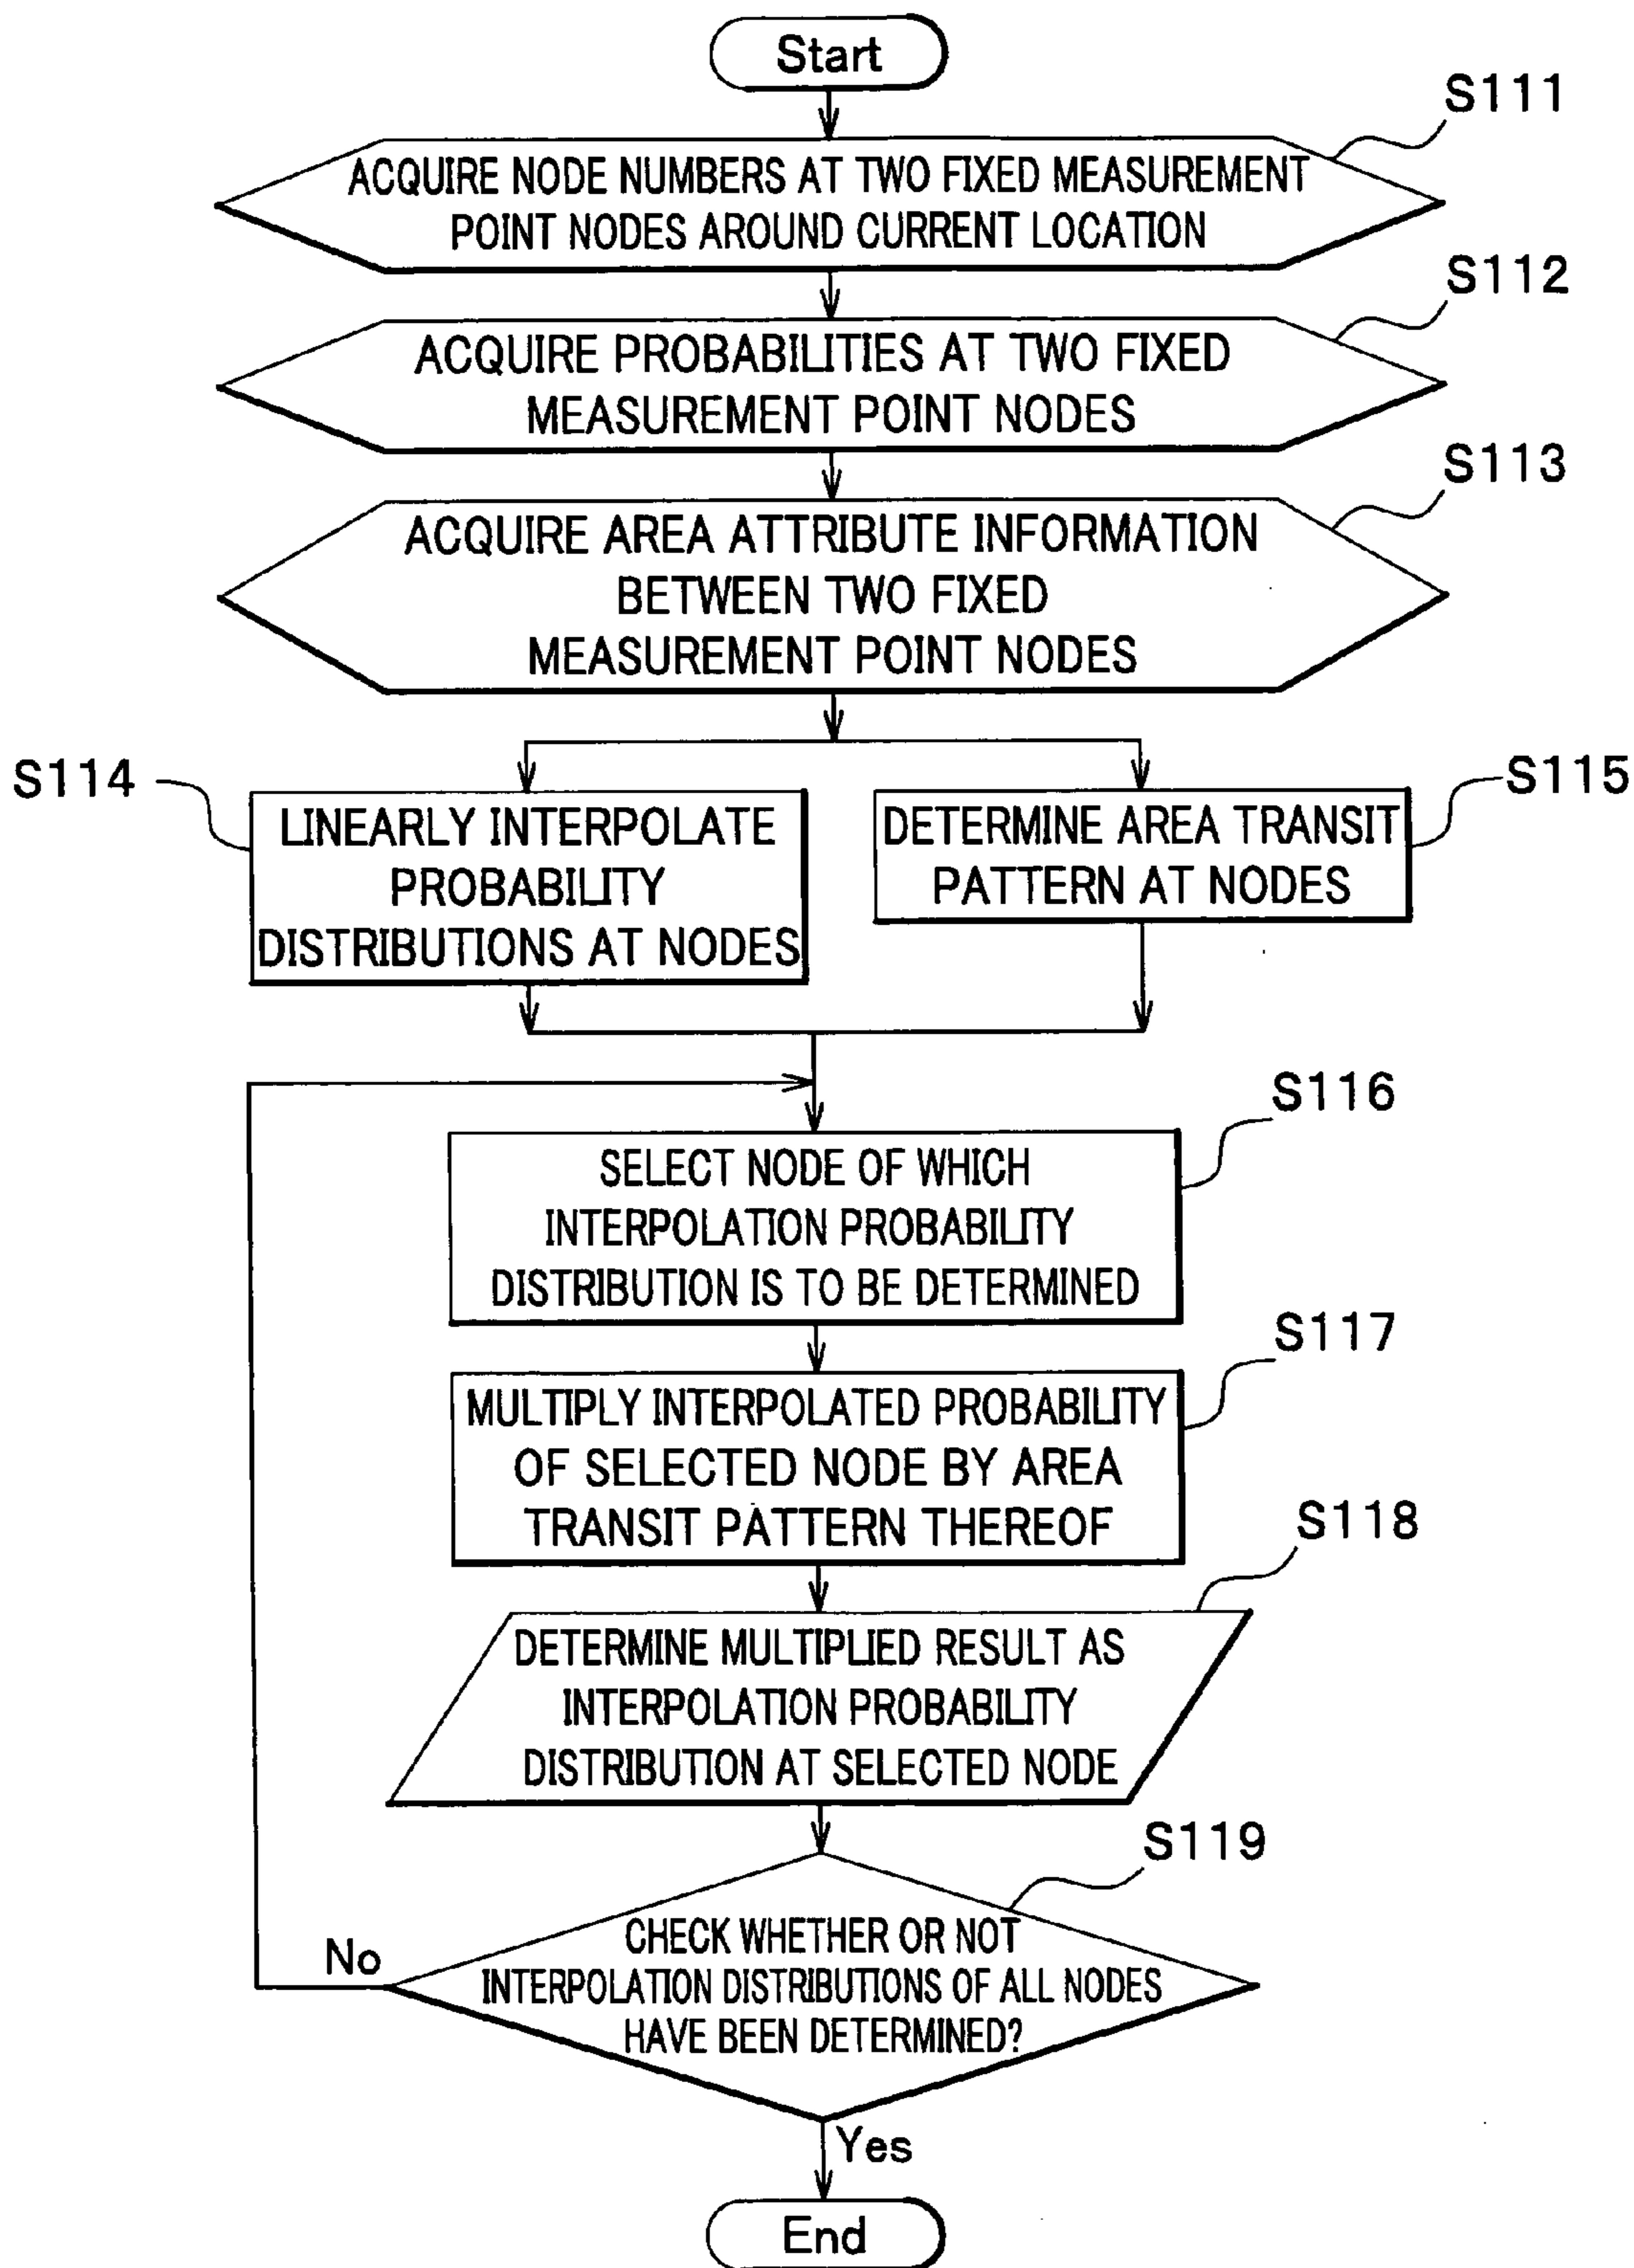 Start
S111
ACQUIRE NODE NUMBERS AT TWO FIXED MEASUREMENT
POINT NODES AROUND CURRENT LOCATION
S112
ACQUIRE PROBABILITIES AT TWO FIXED
MEASUREMENT POINT NODES
S113
ACQUIRE AREA ATTRIBUTE INFORMATION
BETWEEN TWO FIXED
MEASUREMENT POINT NODES
S114
LINEARLY INTERPOLATE
PROBABILITY
DISTRIBUTIONS AT NODES
S115
DETERMINE AREA TRANSIT
PATTERN AT NODES
S116
SELECT NODE OF WHICH
INTERPOLATION PROBABILITY
DISTRIBUTION IS TO BE DETERMINED
S117
MULTIPLY INTERPOLATED PROBABILITY
OF SELECTED NODE BY AREA
TRANSIT PATTERN THEREOF
S118
DETERMINE MULTIPLIED RESULT AS
INTERPOLATION PROBABILITY
DISTRIBUTION AT SELECTED NODE
S119
CHECK WHETHER OR NOT
INTERPOLATION DISTRIBUTIONS OF ALL NODES
HAVE BEEN DETERMINED?
No
Yes
End